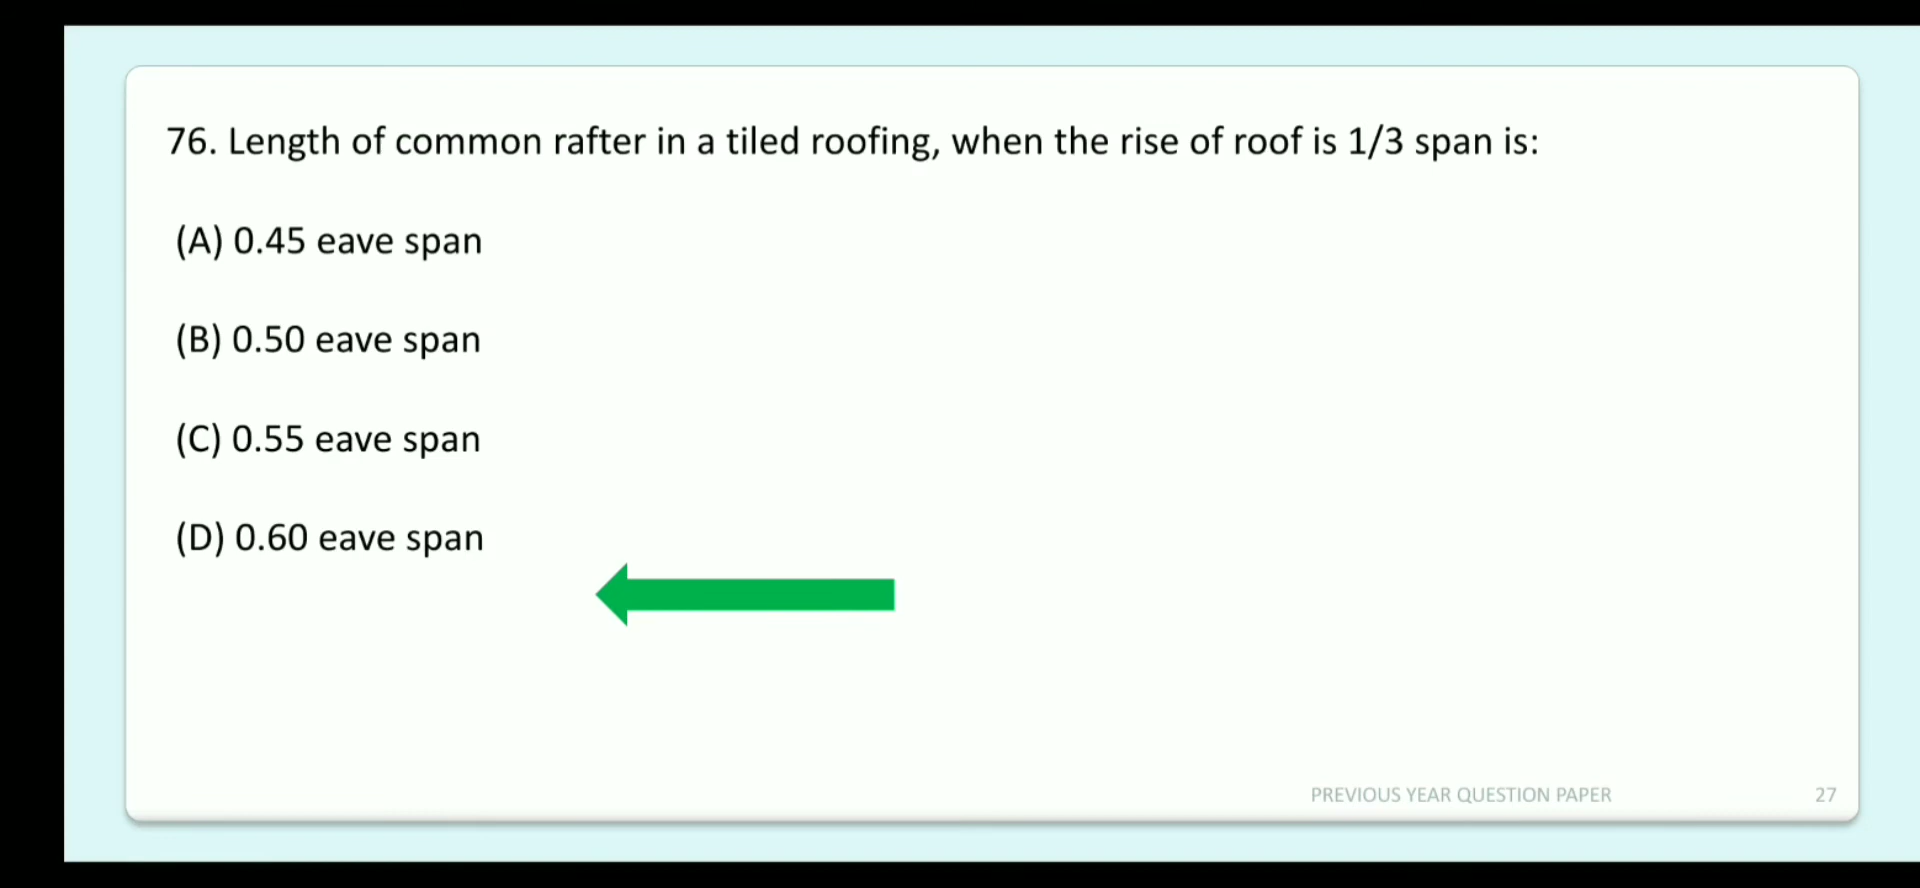 76. Length of common rafter in a tiled roofing, when the rise of roof is 1/3 span is:
(A) 0.45 eave span
(B) 0.50 eave span
(C) 0.55 eave span
(D) 0.60 eave span
PREVIOUS YEAR QUESTION PAPER 27